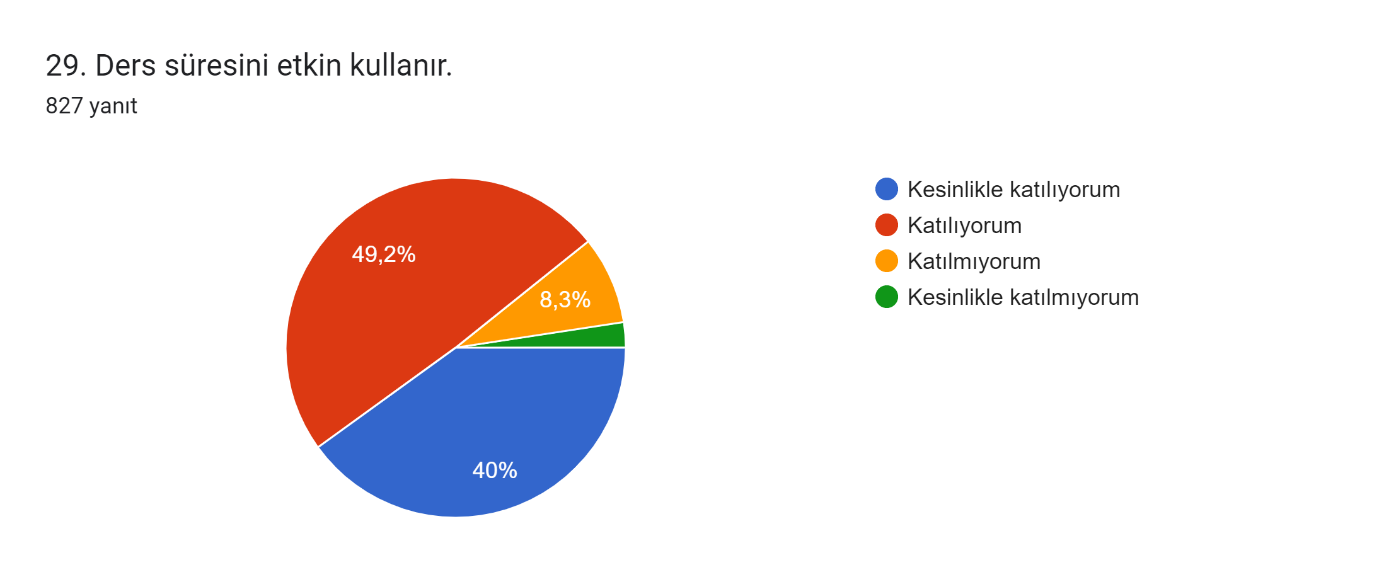 29. Ders süresini etkin kullanır.
827 yanıt
Kesinlikle katılıyorum
Katılıyorum
Katılmıyorum
Kesinlikle katılmıyorum
49,2%
8,3%
40%